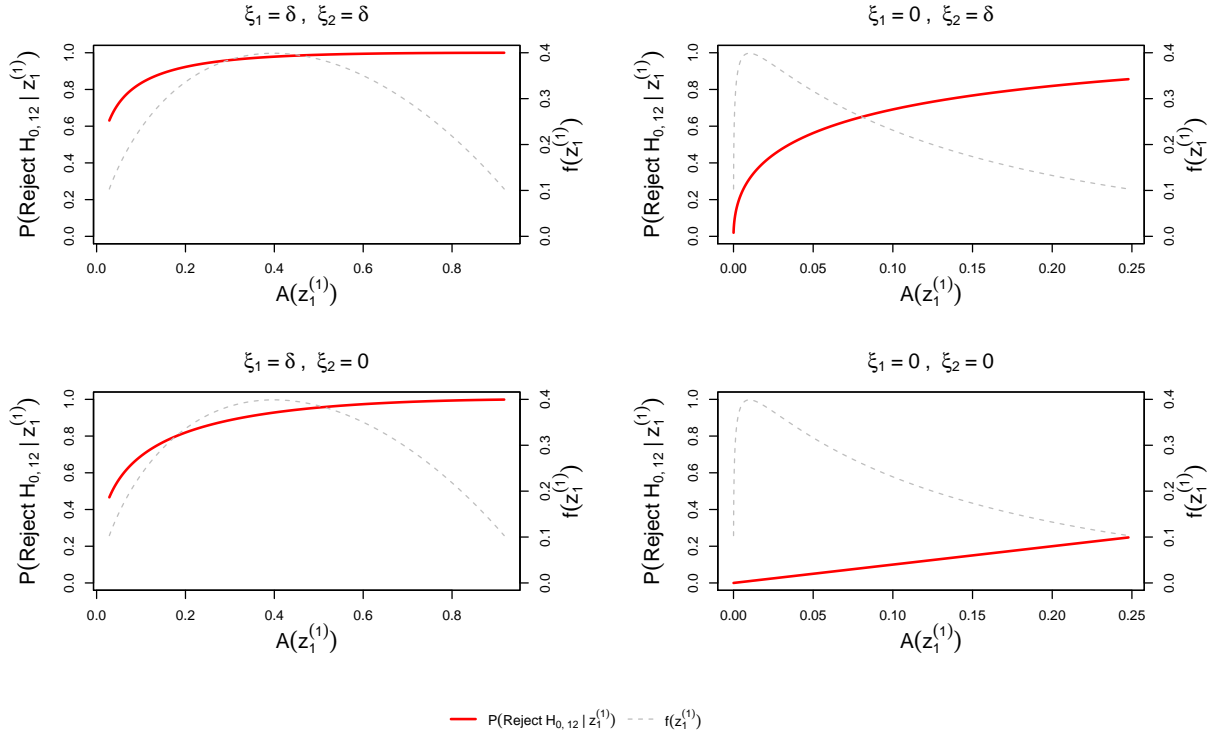 ξ₁ = δ , ξ₂ = δ
P(Reject H₀, ₁₂ | z₁⁽¹⁾)
1.0
0.8
0.6
0.4
0.2
0.0
0.4
0.3
0.2
0.1
0.0
f(z₁⁽¹⁾)
0.0 0.2 0.4 0.6 0.8
A(z₁⁽¹⁾)
ξ₁ = 0 , ξ₂ = δ
P(Reject H₀, ₁₂ | z₁⁽¹⁾)
1.0
0.8
0.6
0.4
0.2
0.0
0.4
0.3
0.2
0.1
0.0
f(z₁⁽¹⁾)
0.00 0.05 0.10 0.15 0.20 0.25
A(z₁⁽¹⁾)
ξ₁ = δ , ξ₂ = 0
P(Reject H₀, ₁₂ | z₁⁽¹⁾)
1.0
0.8
0.6
0.4
0.2
0.0
0.4
0.3
0.2
0.1
0.0
f(z₁⁽¹⁾)
0.0 0.2 0.4 0.6 0.8
A(z₁⁽¹⁾)
ξ₁ = 0 , ξ₂ = 0
P(Reject H₀, ₁₂ | z₁⁽¹⁾)
1.0
0.8
0.6
0.4
0.2
0.0
0.4
0.3
0.2
0.1
0.0
f(z₁⁽¹⁾)
0.00 0.05 0.10 0.15 0.20 0.25
A(z₁⁽¹⁾)
P(Reject H₀, ₁₂ | z₁⁽¹⁾) f(z₁⁽¹⁾)